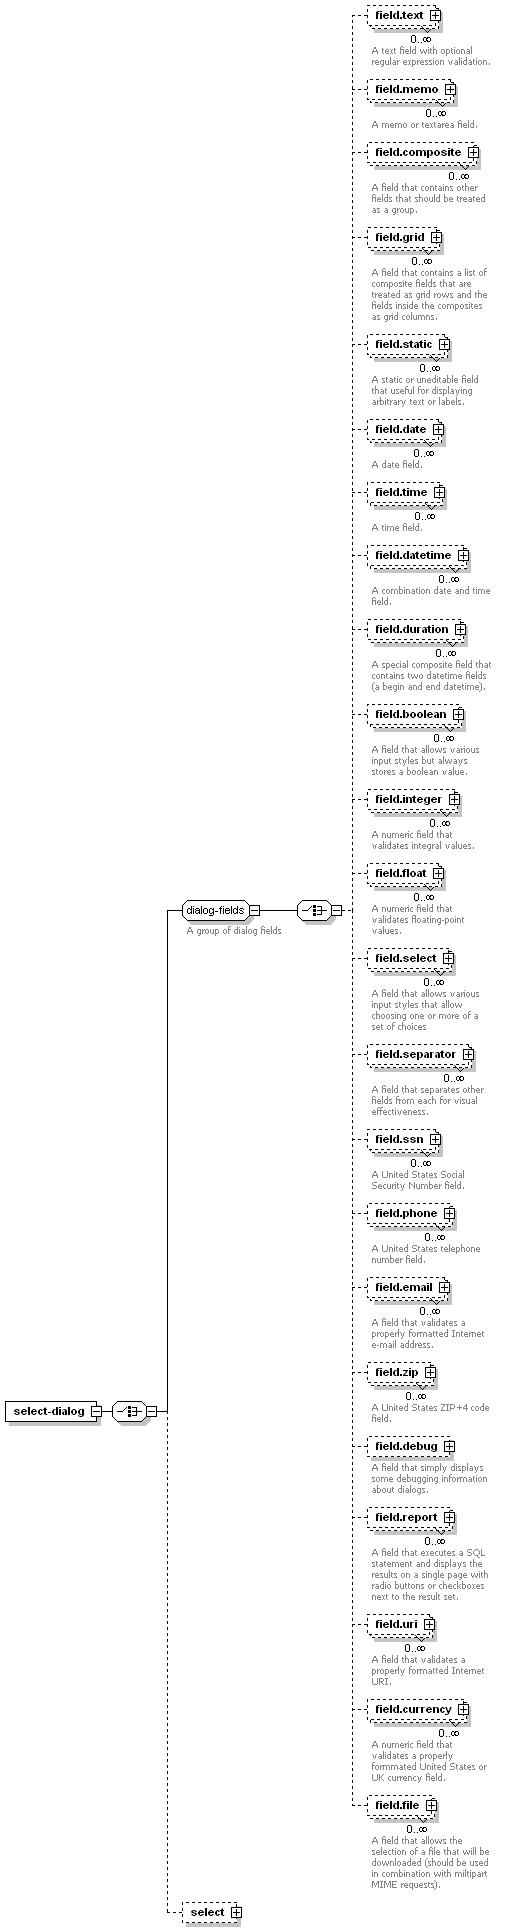 field.text
0..∞
A text field with optional
regular expression validation.
field.memo
0..∞
A memo or textarea field.
field.composite
0..∞
A field that contains other
fields that should be treated
as a group.
field.grid
0..∞
A field that contains a list of
composite fields that are
treated as grid rows and the
fields inside the composites
as grid columns.
field.static
0..∞
A static or uneditable field
that useful for displaying
arbitrary text or labels.
field.date
0..∞
A date field.
field.time
0..∞
A time field.
field.datetime
0..∞
A combination date and time
field.
field.duration
0..∞
A special composite field that
contains two datetime fields
(a begin and end datetime).
field.boolean
0..∞
A field that allows various
input styles but always
stores a boolean value.
field.integer
0..∞
A numeric field that
validates integral values.
field.float
0..∞
A numeric field that
validates floating-point
values.
dialog-fields
A group of dialog fields
field.select
0..∞
A field that allows various
input styles that allow
choosing one or more of a
set of choices
field.separator
0..∞
A field that separates other
fields from each for visual
effectiveness.
field.ssn
0..∞
A United States Social
Security Number field.
field.phone
0..∞
A United States telephone
number field.
field.email
0..∞
A field that validates a
properly formatted Internet
e-mail address.
field.zip
0..∞
A United States ZIP+4 code
field.
select-dialog
field.debug
A field that simply displays
some debugging information
about dialogs.
field.report
0..∞
A field that executes a SQL
statement and displays the
results on a single page with
radio buttons or checkboxes
next to the result set.
field.uri
0..∞
A field that validates a
properly formatted Internet
URI.
field.currency
0..∞
A numeric field that
validates a properly
formmated United States or
UK currency field.
field.file
0..∞
A field that allows the
selection of a file that will be
downloaded (should be used
in combination with miltipart
MIME requests).
select